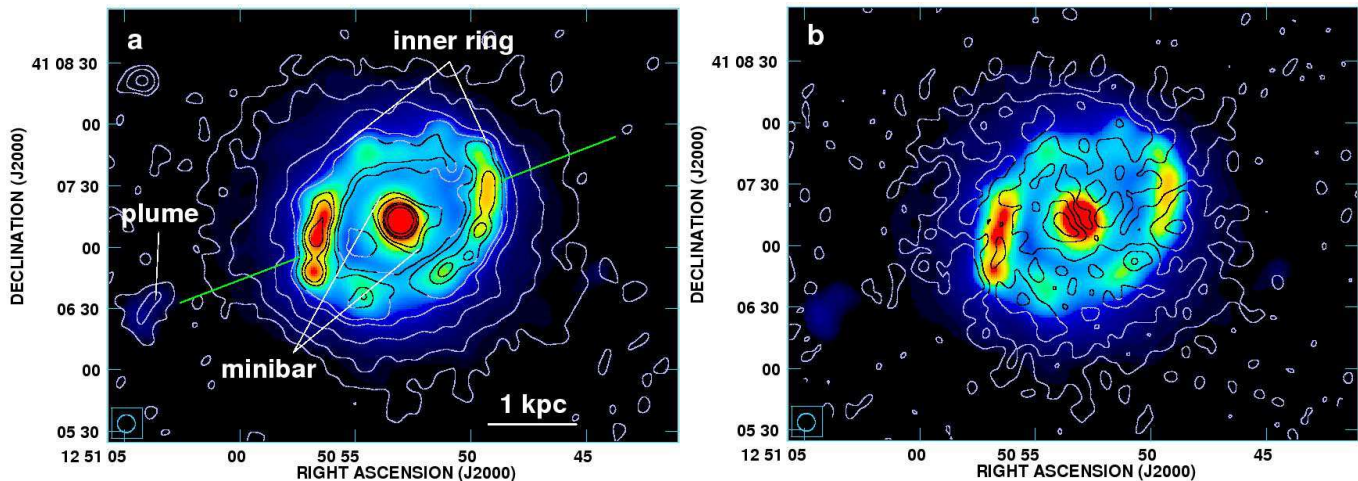 a
inner ring
plume
minibar
1 kpc
DECLINATION (J2000)
41 08 30
00
07 30
00
06 30
00
05 30
12 51 05
00
50 55
50
45
RIGHT ASCENSION (J2000)
b
DECLINATION (J2000)
41 08 30
00
07 30
00
06 30
00
05 30
12 51 05
00
50 55
50
45
RIGHT ASCENSION (J2000)